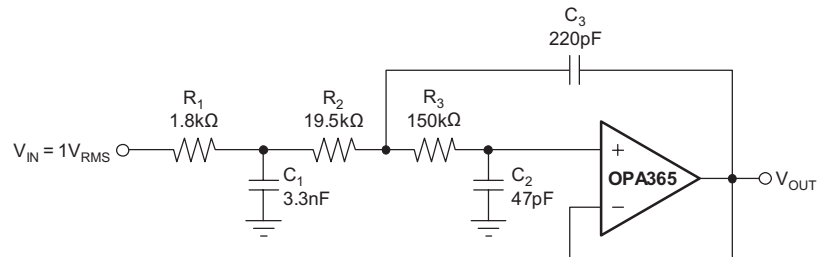 C3
220pF
R1
1.8kΩ
R2
19.5kΩ
R3
150kΩ
VIN = 1VRMS
C1
3.3nF
C2
47pF
+
OPA365
−
VOUT